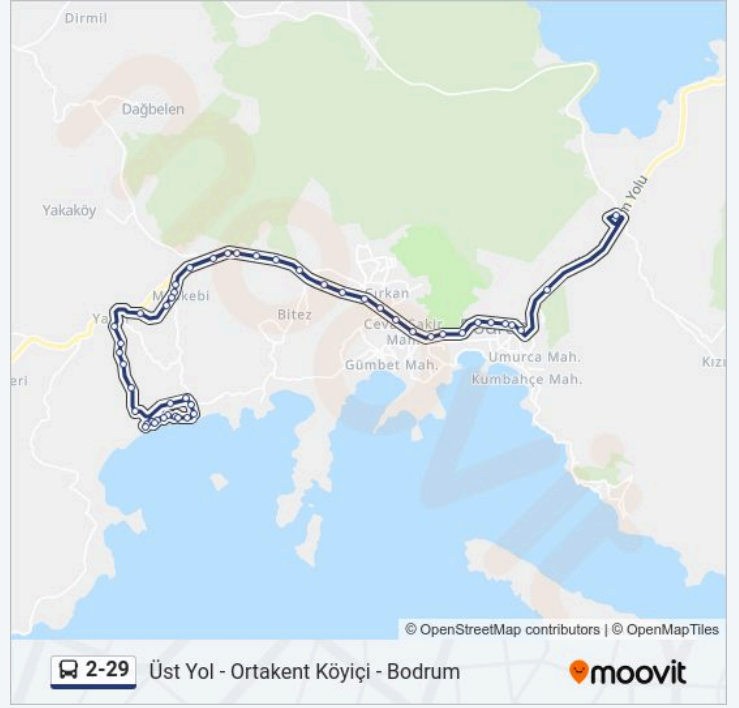 Dirmil
Dağbelen
Yakaköy
Yolu
Bitez
Gümbet Mah.
Umurca Mah.
Kumbahçe Mah.
© OpenStreetMap contributors | © OpenMapTiles
2-29 Üst Yol - Ortakent Köyiçi - Bodrum
moovit